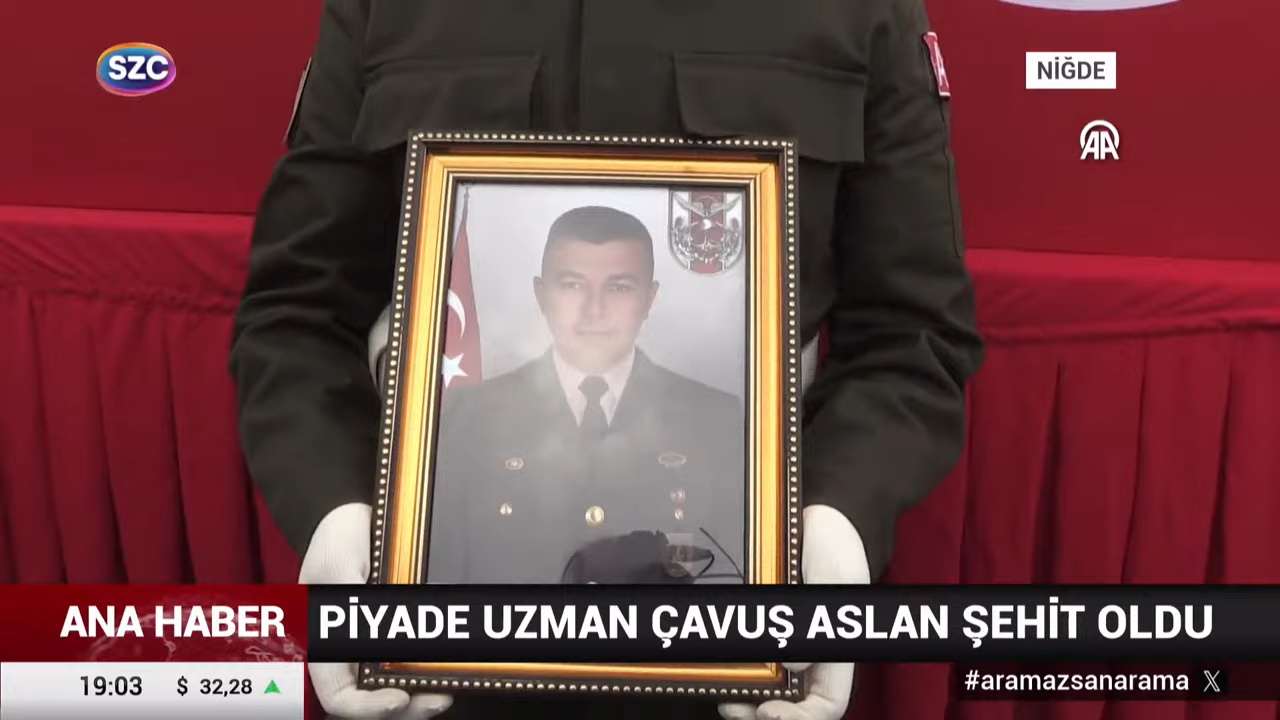 SZC
NİĞDE
AA
ANA HABER
PİYADE UZMAN ÇAVUŞ ASLAN ŞEHİT OLDU
19:03 $ 32,28
#aramazsanarama X